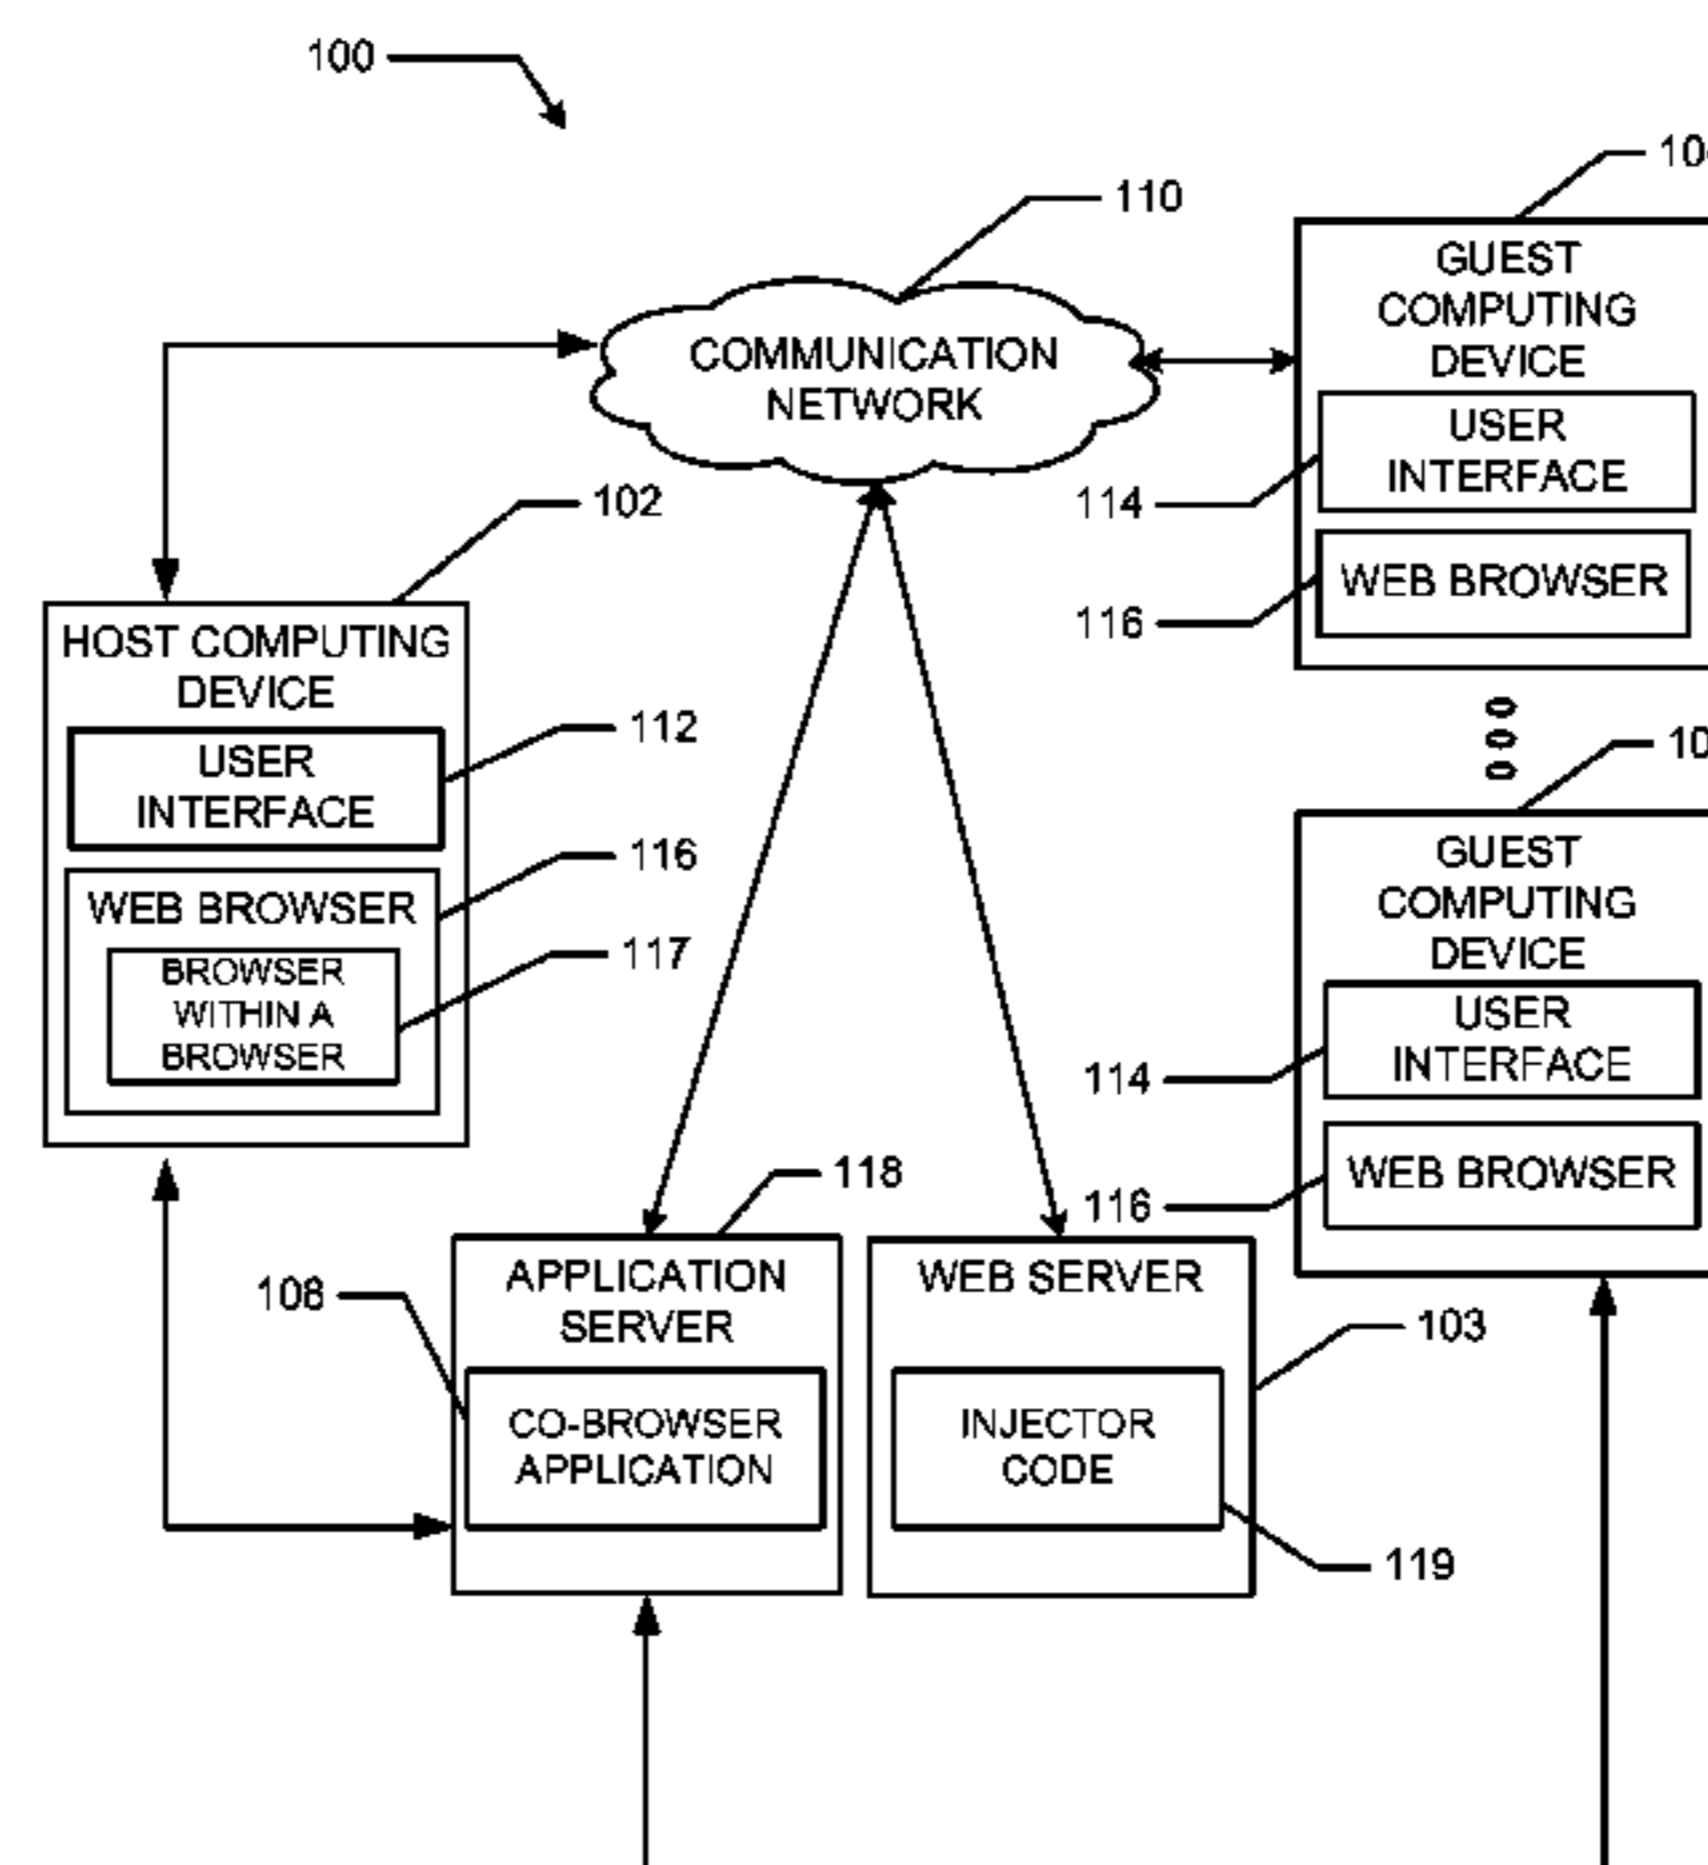 100
110
COMMUNICATION
NETWORK
GUEST
COMPUTING
DEVICE
USER
INTERFACE
114
WEB BROWSER
116
102
HOST COMPUTING
DEVICE
USER
INTERFACE
112
WEB BROWSER
116
BROWSER
WITHIN A
BROWSER
117
GUEST
COMPUTING
DEVICE
USER
INTERFACE
114
WEB BROWSER
116
118
APPLICATION
SERVER
108
CO-BROWSER
APPLICATION
WEB SERVER
103
INJECTOR
CODE
119